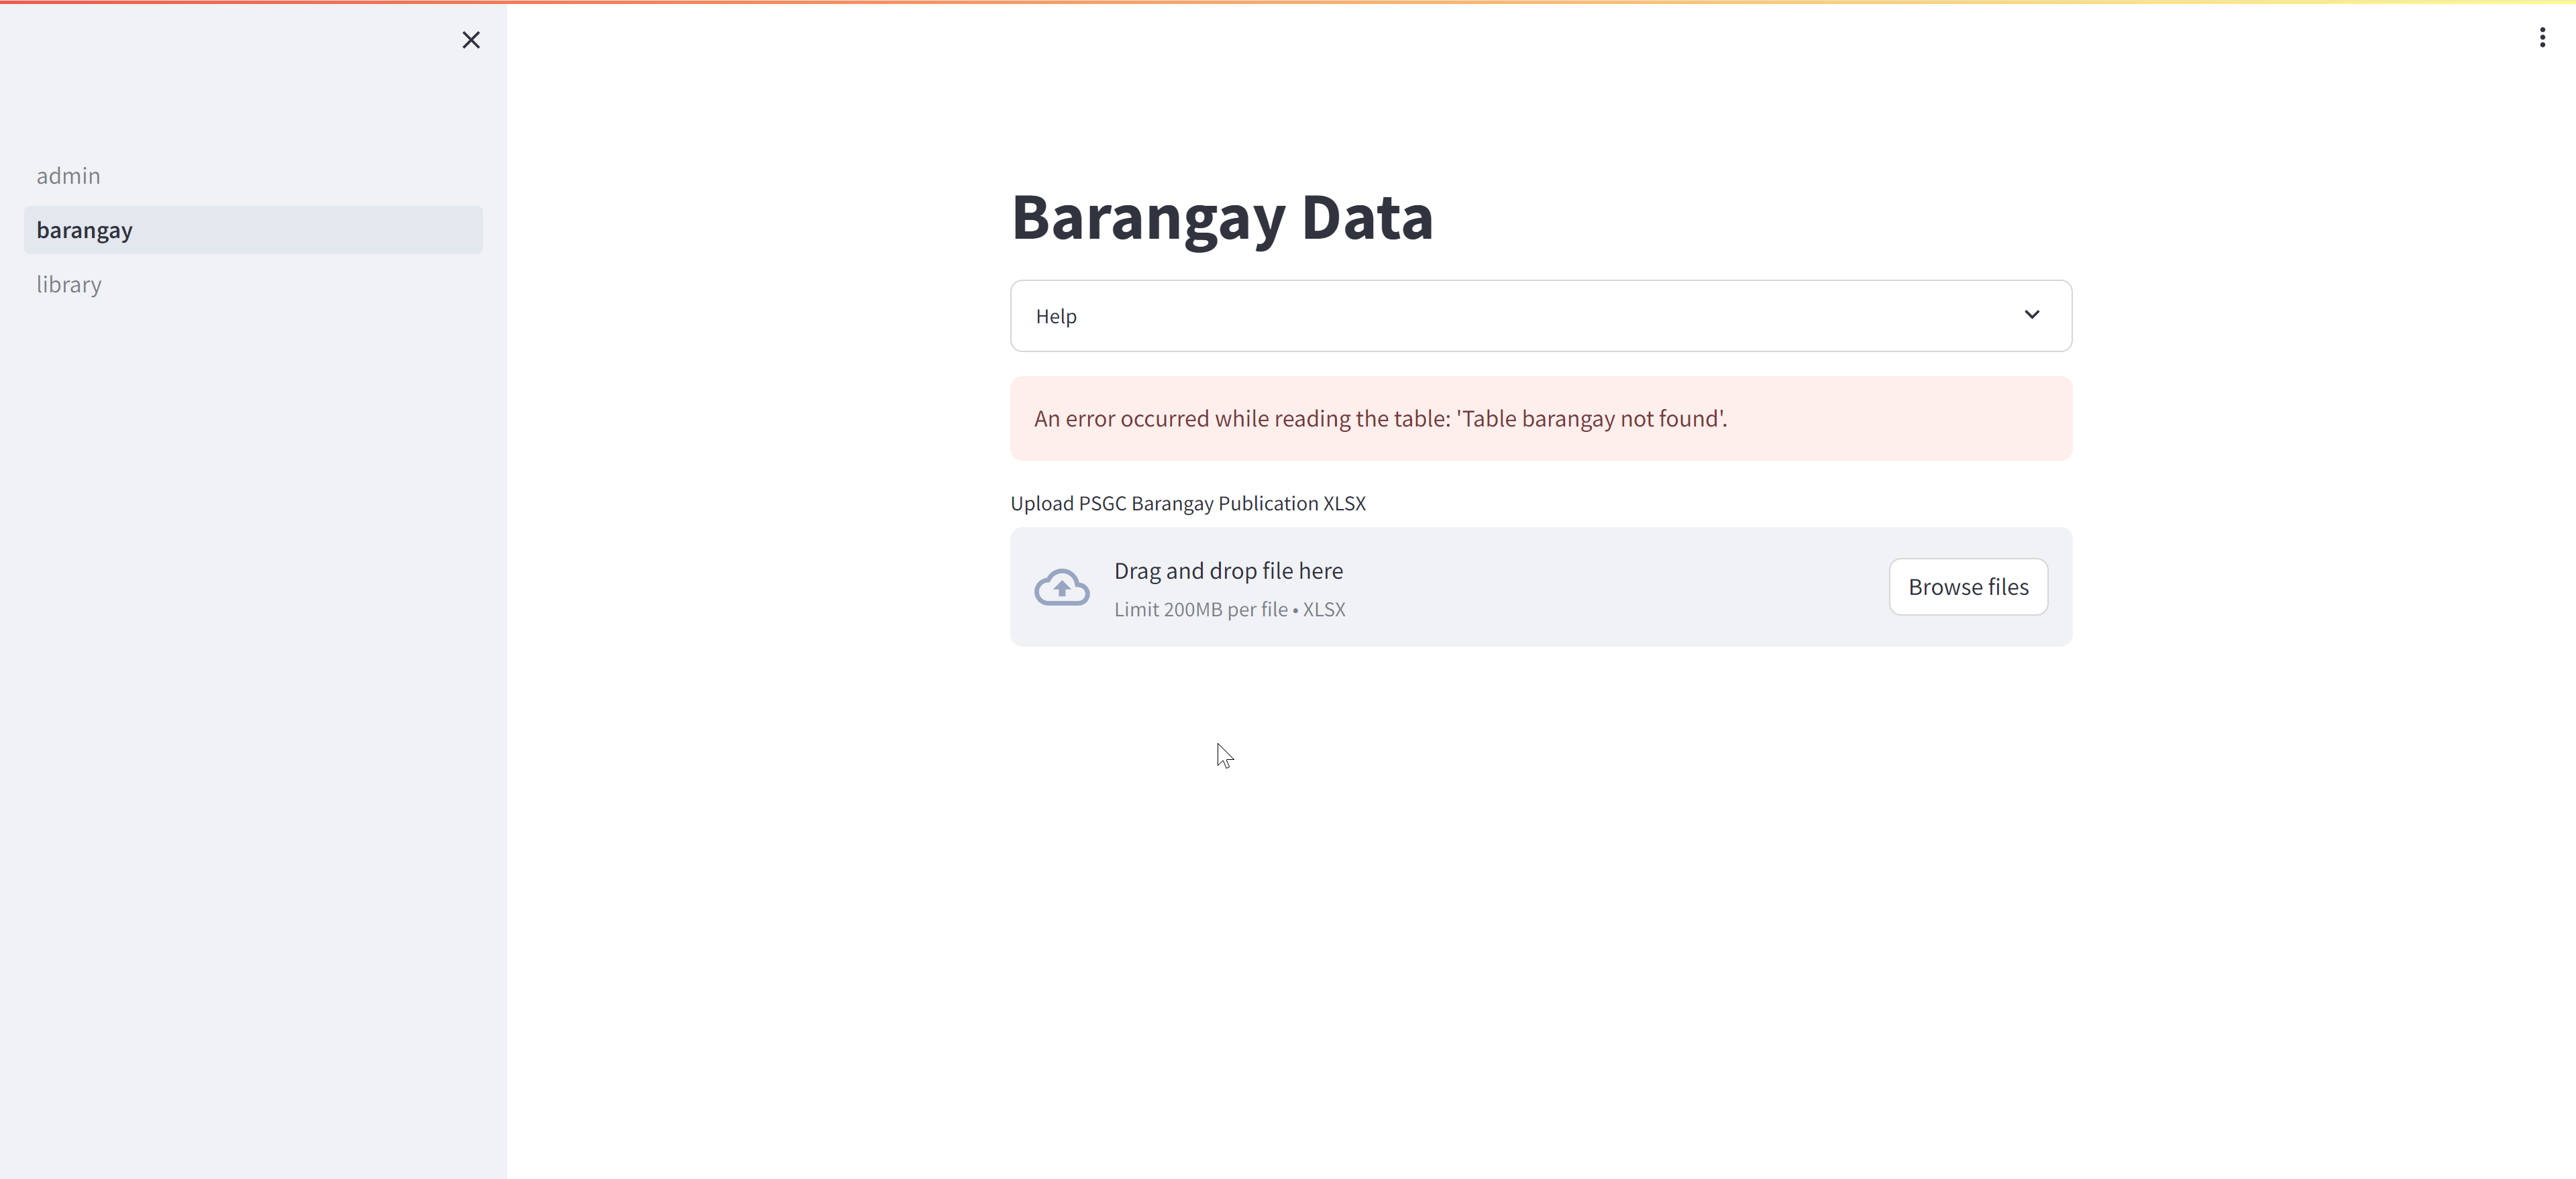 admin
barangay
library
Barangay Data
Help
An error occurred while reading the table: 'Table barangay not found'.
Upload PSGC Barangay Publication XLSX
Drag and drop file here
Limit 200MB per file • XLSX
Browse files